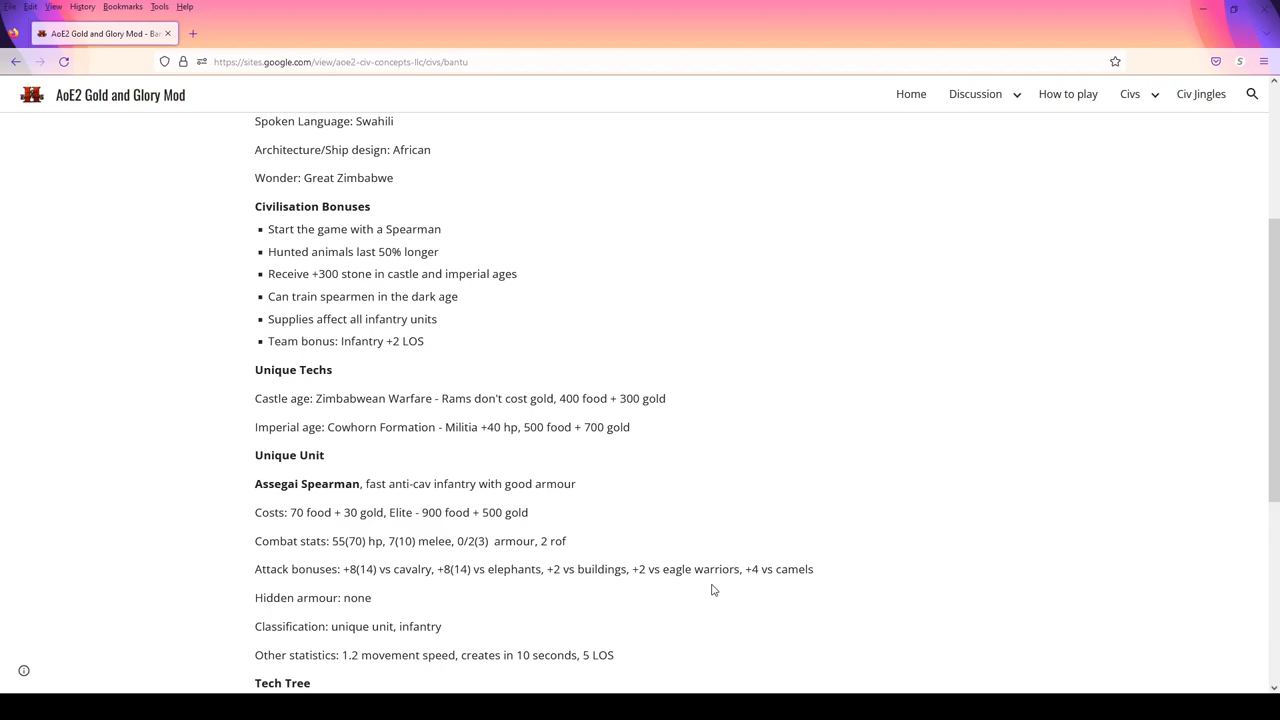 File Edit View History Bookmarks Tools Help
AoE2 Gold and Glory Mod - Ban
https://sites.google.com/view/aoe2-civ-concepts-llc/civs/bantu
AoE2 Gold and Glory Mod
Home Discussion How to play Civs Civ Jingles
Spoken Language: Swahili
Architecture/Ship design: African
Wonder: Great Zimbabwe
Civilisation Bonuses
Start the game with a Spearman
Hunted animals last 50% longer
Receive +300 stone in castle and imperial ages
Can train spearmen in the dark age
Supplies affect all infantry units
Team bonus: Infantry +2 LOS
Unique Techs
Castle age: Zimbabwean Warfare - Rams don't cost gold, 400 food + 300 gold
Imperial age: Cowhorn Formation - Militia +40 hp, 500 food + 700 gold
Unique Unit
Assegai Spearman, fast anti-cav infantry with good armour
Costs: 70 food + 30 gold, Elite - 900 food + 500 gold
Combat stats: 55(70) hp, 7(10) melee, 0/2(3) armour, 2 rof
Attack bonuses: +8(14) vs cavalry, +8(14) vs elephants, +2 vs buildings, +2 vs eagle warriors, +4 vs camels
Hidden armour: none
Classification: unique unit, infantry
Other statistics: 1.2 movement speed, creates in 10 seconds, 5 LOS
Tech Tree